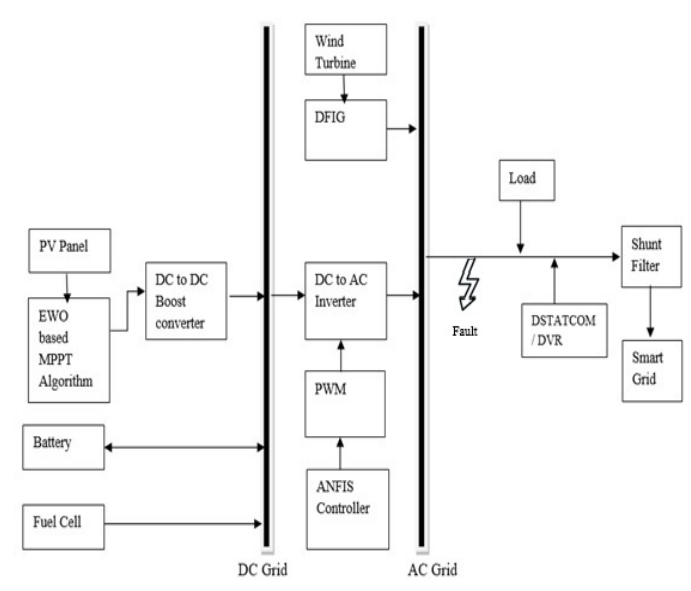 Wind
Turbine
DFIG
Load
PV Panel
DC to DC
Boost
converter
DC to AC
Inverter
Shunt
Filter
EWO
based
MPPT
Algorithm
Fault
DSTATCOM
/ DVR
Smart
Grid
PWM
Battery
ANFIS
Controller
Fuel Cell
DC Grid
AC Grid